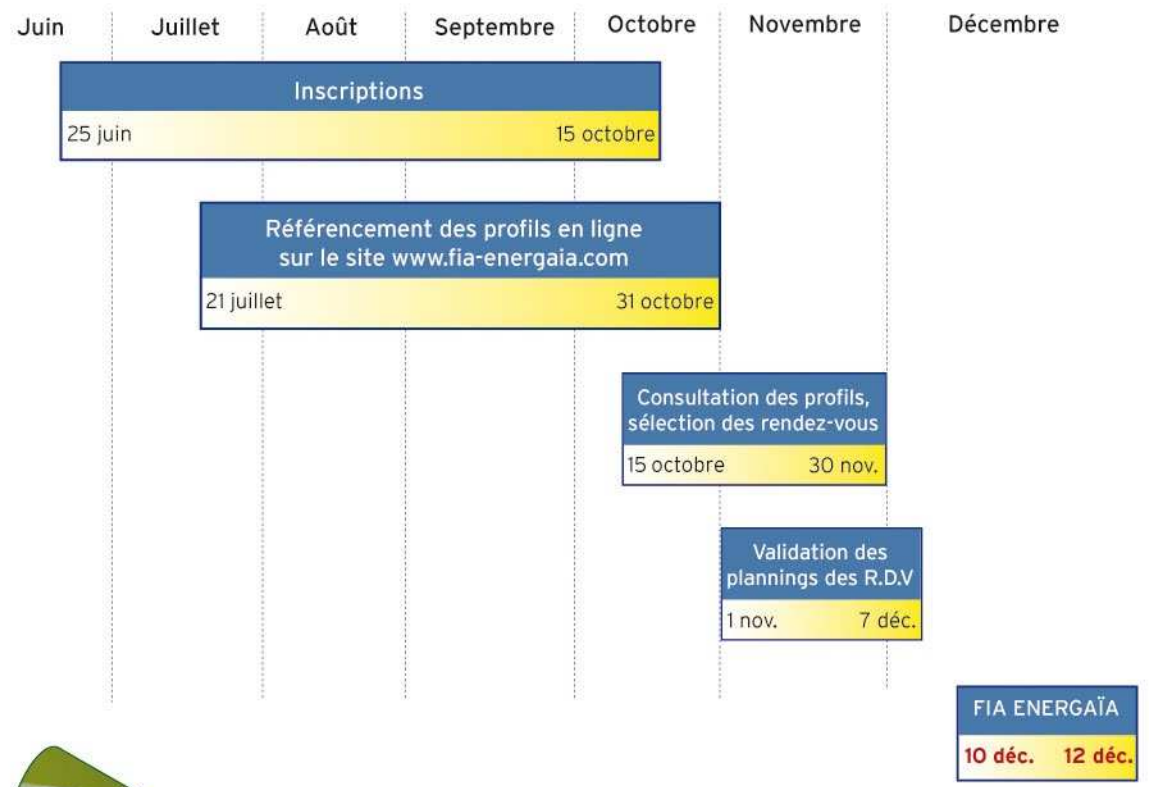 Juin Juillet Août Septembre Octobre Novembre Décembre
Inscriptions
25 juin 15 octobre
Référencement des profils en ligne
sur le site www.fia-energaia.com
21 juillet 31 octobre
Consultation des profils,
sélection des rendez-vous
15 octobre 30 nov.
Validation des
plannings des R.D.V
1 nov. 7 déc.
FIA ENERGAÏA
10 déc. 12 déc.